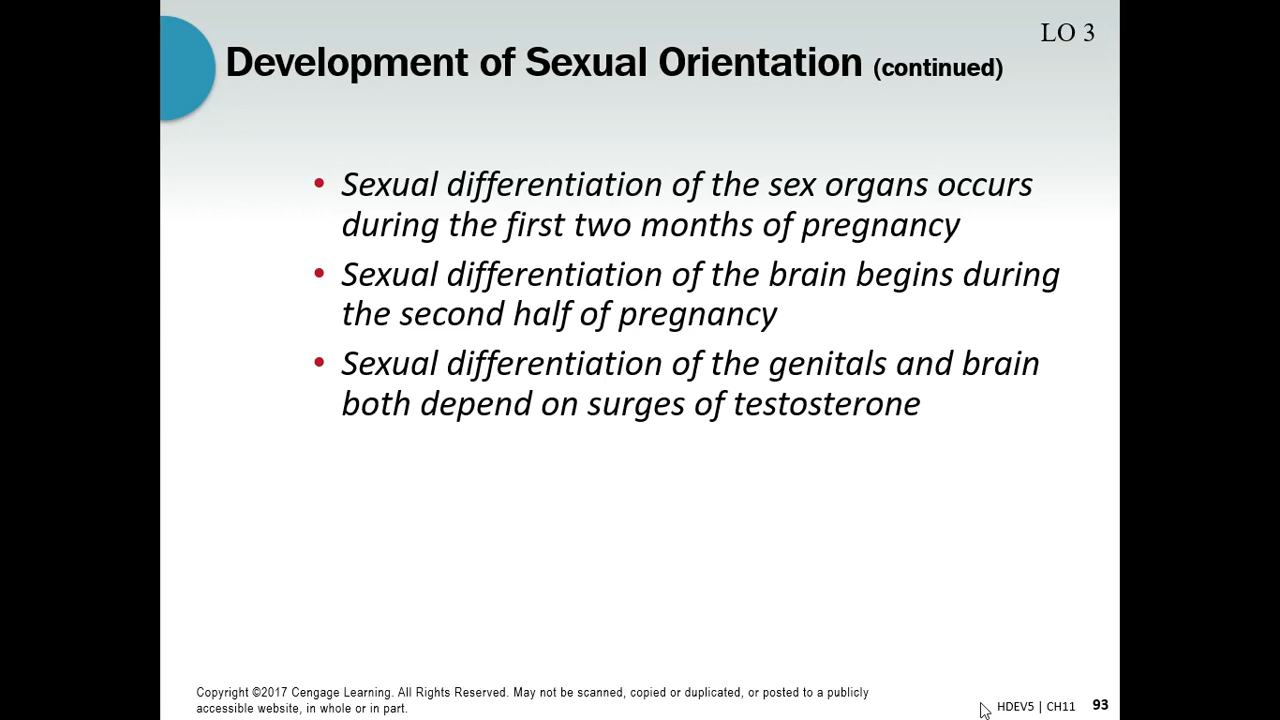 LO 3
Development of Sexual Orientation (continued)
• Sexual differentiation of the sex organs occurs
during the first two months of pregnancy
• Sexual differentiation of the brain begins during
the second half of pregnancy
• Sexual differentiation of the genitals and brain
both depend on surges of testosterone
Copyright ©2017 Cengage Learning. All Rights Reserved. May not be scanned, copied or duplicated, or posted to a publicly
accessible website, in whole or in part.
HDEV5 | CH11 93